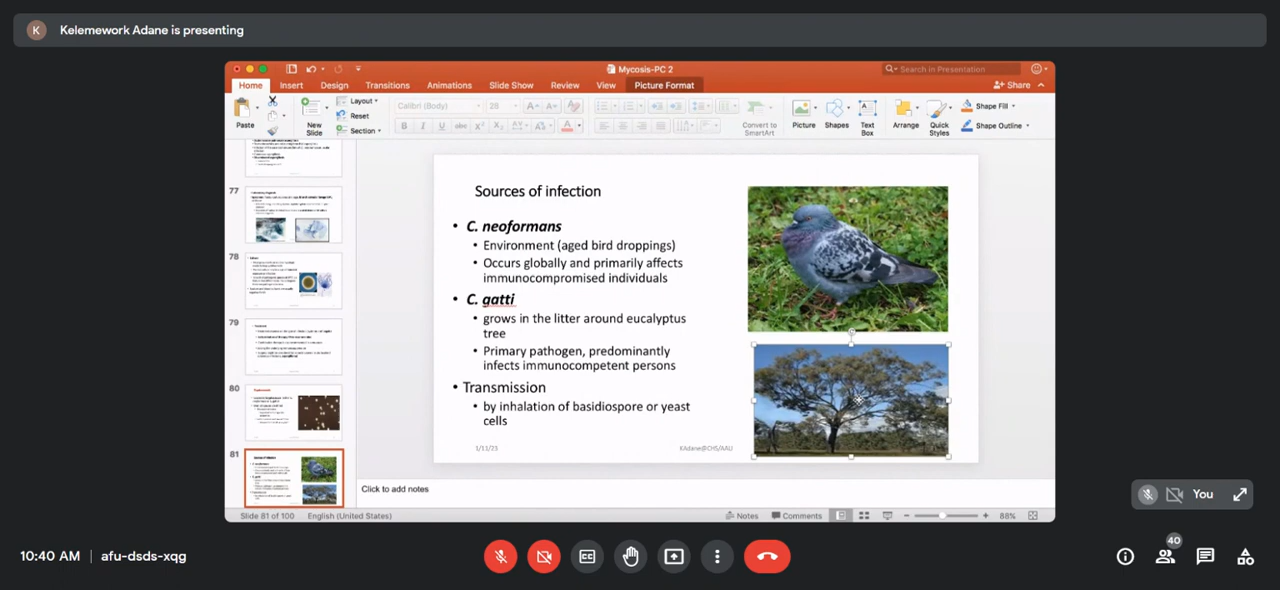 K Kelemework Adane is presenting
Mycosis-PC 2
Search in Presentation
Home Insert Design Transitions Animations Slide Show Review View Picture Format Share
Paste
New
Slide
Layout
Reset
Section
Calibri (Body) 28
Convert to
SmartArt
Picture
Shapes
Text
Box
Arrange
Quick
Styles
Shape Fill
Shape Outline
77
78
79
80
81
Sources of infection
• C. neoformans
• Environment (aged bird droppings)
• Occurs globally and primarily affects
immunocompromised individuals
• C. gatti
• grows in the litter around eucalyptus
tree
• Primary pathogen, predominantly
infects immunocompetent persons
• Transmission
• by inhalation of basidiospore or yeast
cells
1/11/23 KAdane@CHS/AAU
Click to add notes
Slide 81 of 100 English (United States) Notes Comments 88%
You
10:40 AM | afu-dsds-xqg
40